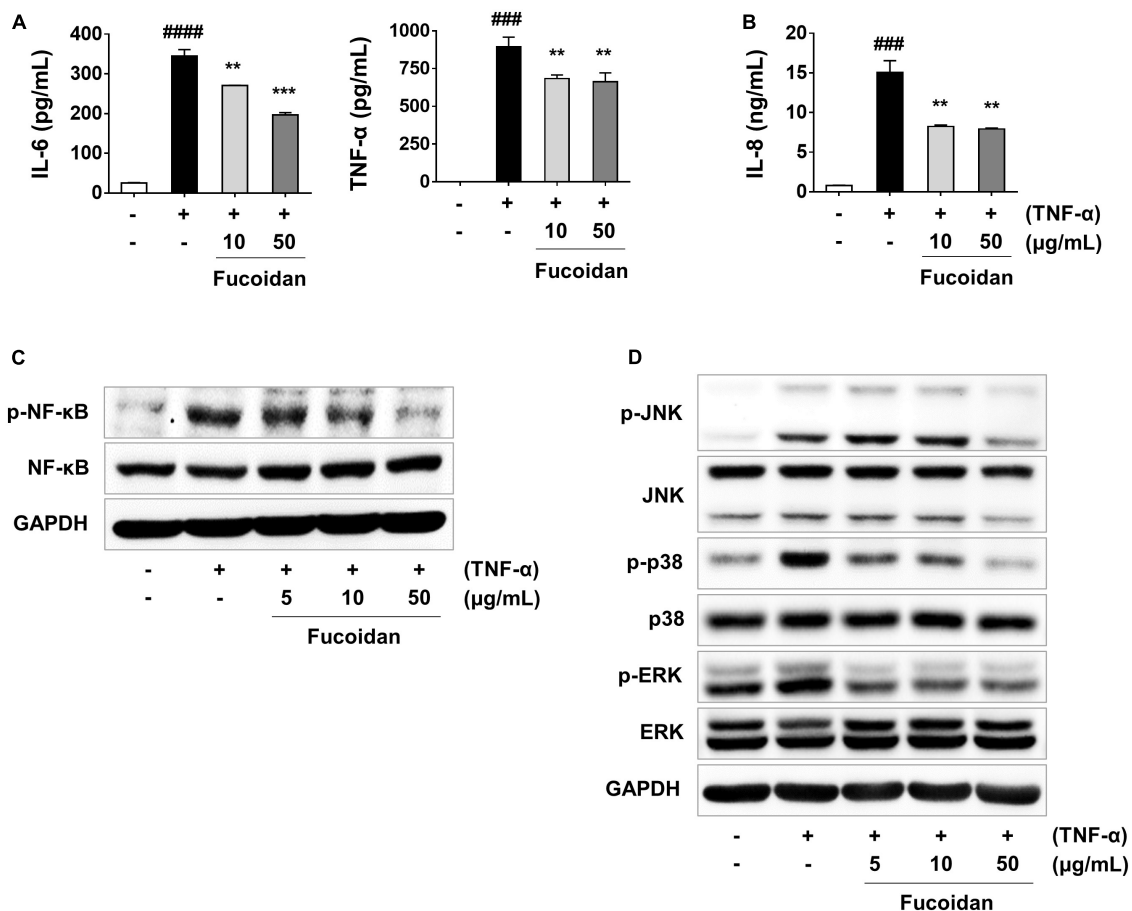 A
IL-6 (pg/mL)
400
300
200
100
0
####
**
***
- + + +
- - 10 50
Fucoidan
TNF-α (pg/mL)
1000
750
500
250
0
###
** **
- + + +
- - 10 50
Fucoidan
B
IL-8 (ng/mL)
20
15
10
5
0
###
** **
- + + + (TNF-α)
- - 10 50 (µg/mL)
Fucoidan
C
p-NF-κB
NF-κB
GAPDH
- + + + + (TNF-α)
- - 5 10 50 (µg/mL)
Fucoidan
D
p-JNK
JNK
p-p38
p38
p-ERK
ERK
GAPDH
- + + + + (TNF-α)
- - 5 10 50 (µg/mL)
Fucoidan